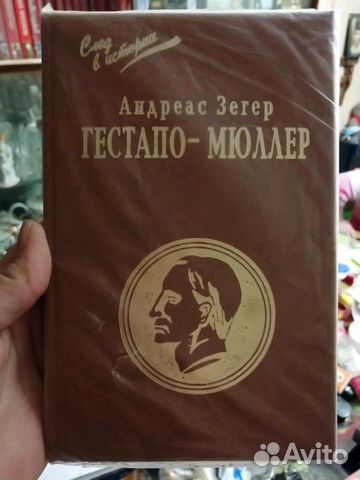 След
в истории
Андреас Зегер
ГЕСТАПО-МЮЛЛЕР
Avito